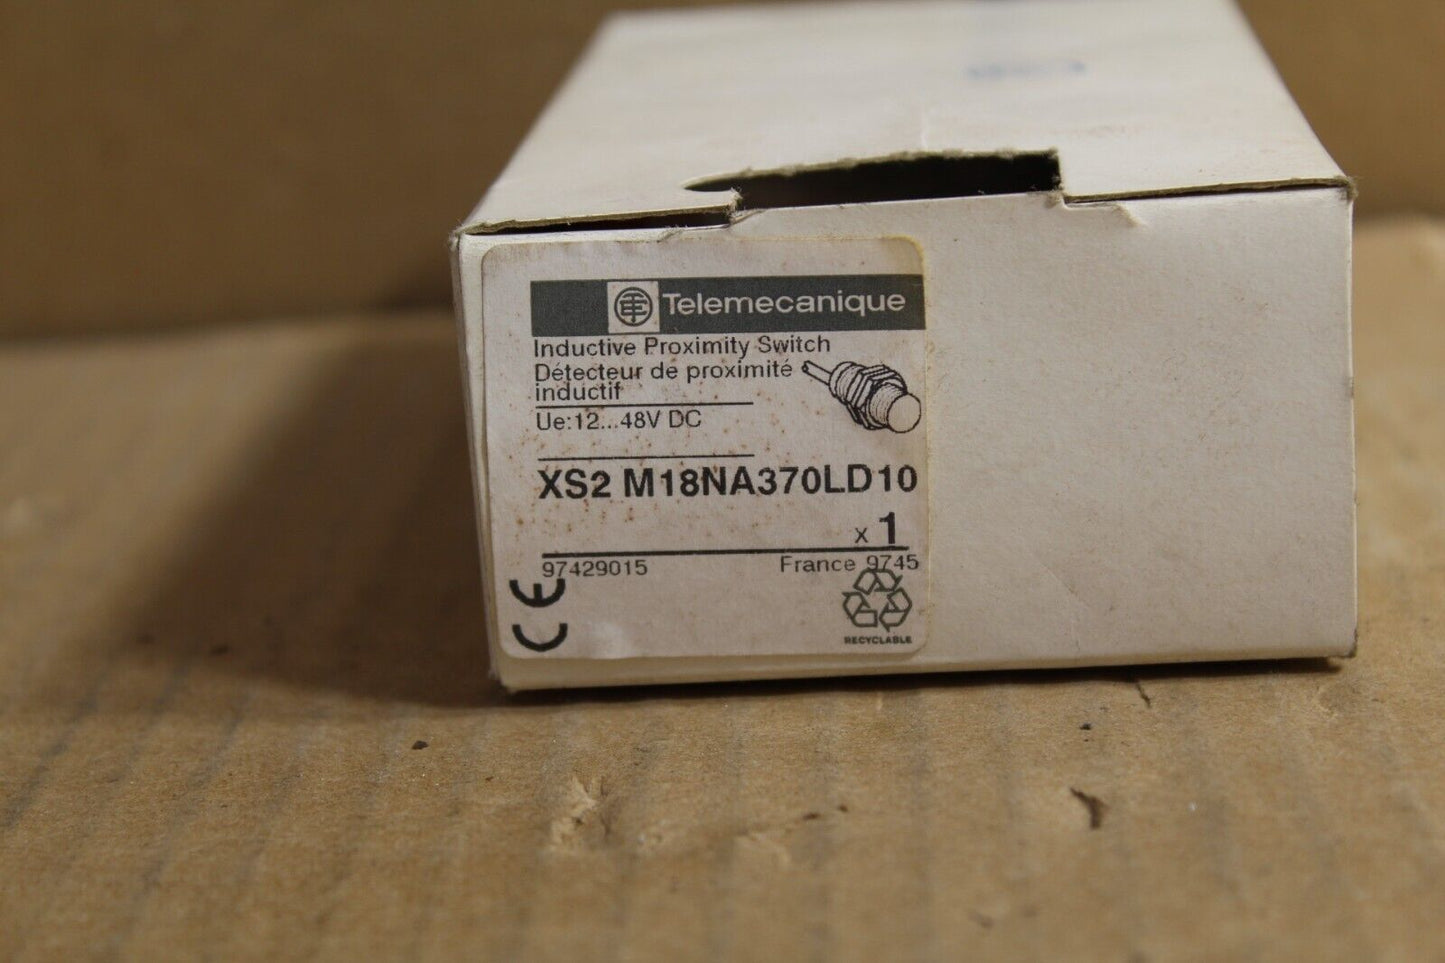 Telemecanique
Inductive Proximity Switch
Détecteur de proximité
inductif
Ue:12...48V DC
XS2 M18NA370LD10
x 1
97429015 France 9745
CE
RECYCLABLE